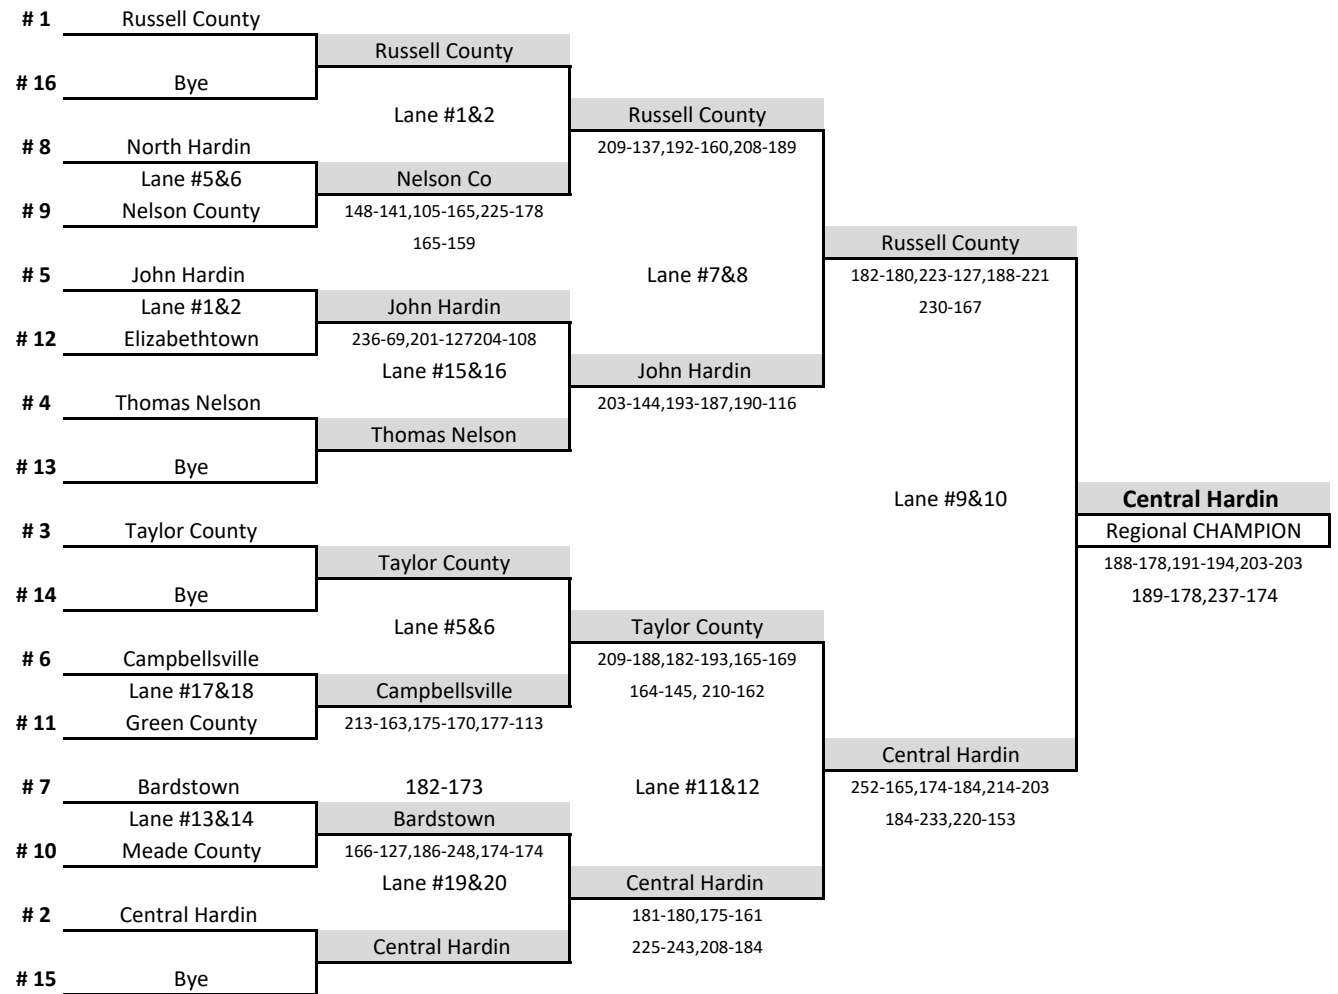 # 1 Russell County
Russell County
# 16 Bye
Lane #1&2
Russell County
# 8 North Hardin
209-137,192-160,208-189
Lane #5&6
Nelson Co
# 9 Nelson County
148-141,105-165,225-178
165-159
Russell County
# 5 John Hardin
Lane #7&8
182-180,223-127,188-221
Lane #1&2
John Hardin
230-167
# 12 Elizabethtown
236-69,201-127204-108
Lane #15&16
John Hardin
# 4 Thomas Nelson
203-144,193-187,190-116
Thomas Nelson
# 13 Bye
Lane #9&10
Central Hardin
# 3 Taylor County
Regional CHAMPION
Taylor County
188-178,191-194,203-203
# 14 Bye
189-178,237-174
Lane #5&6
Taylor County
# 6 Campbellsville
209-188,182-193,165-169
Lane #17&18
Campbellsville
164-145, 210-162
# 11 Green County
213-163,175-170,177-113
Central Hardin
# 7 Bardstown
182-173
Lane #11&12
252-165,174-184,214-203
Lane #13&14
Bardstown
184-233,220-153
# 10 Meade County
166-127,186-248,174-174
Lane #19&20
Central Hardin
# 2 Central Hardin
181-180,175-161
Central Hardin
225-243,208-184
# 15 Bye